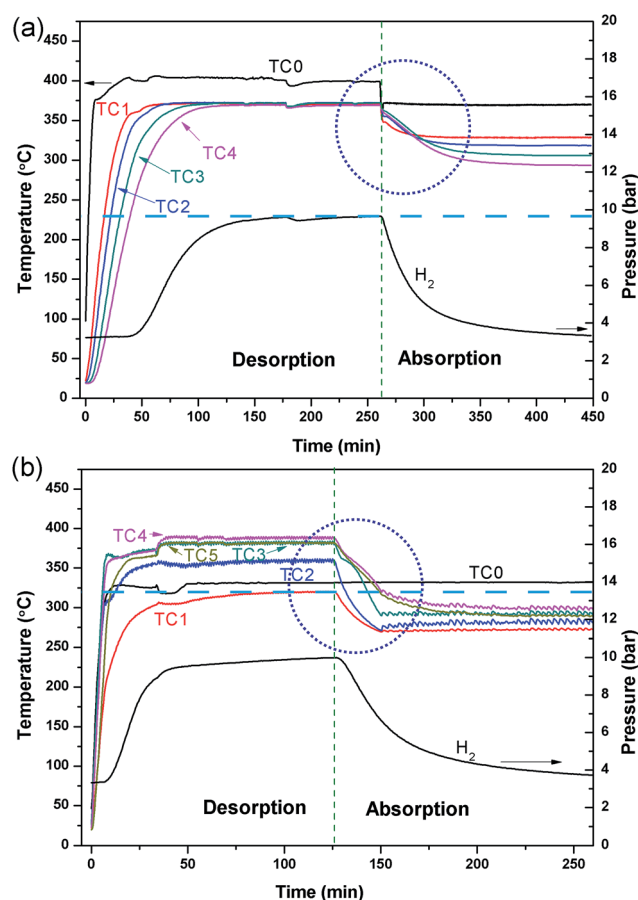 (a)
Temperature (°C)
450
400
350
300
250
200
150
100
75
50
25
0
TC0
TC1
TC4
TC3
TC2
H2
Desorption
Absorption
20
18
16
14
12
10
8
6
4
2
0
Pressure (bar)
0 50 100 150 200 250 300 350 400 450
Time (min)
(b)
Temperature (°C)
450
400
350
300
250
200
150
100
75
50
25
0
TC4
TC5
TC3
TC2
TC0
TC1
H2
Desorption
Absorption
20
18
16
14
12
10
8
6
4
2
0
Pressure (bar)
0 50 100 150 200 250
Time (min)